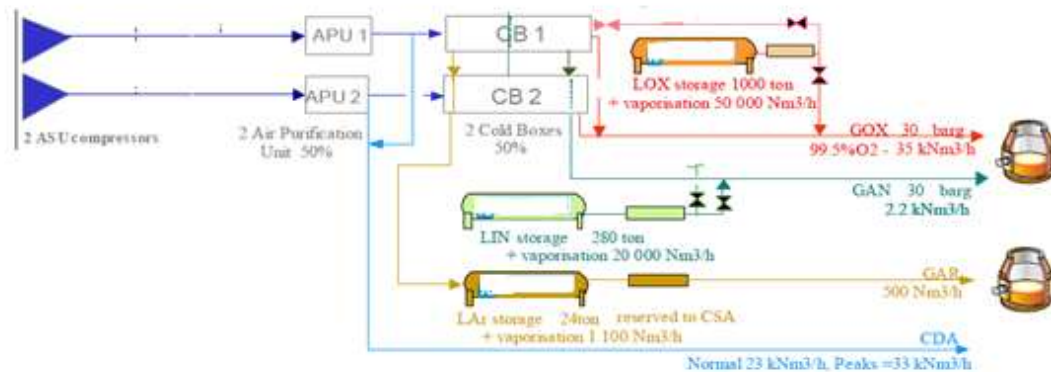 APU 1
CB 1
LOX storage 1000 ton
+ vaporisation 50 000 Nm3/h
APU 2
CB 2
2 ASU compressors
2 Air Purification
Unit 50%
2 Cold Boxes
50%
GOX 30 barg
99.5%O2 - 35 kNm3/h
GAN 30 barg
2.2 kNm3/h
LIN storage 280 ton
+ vaporisation 20 000 Nm3/h
GAR
500 Nm3/h
LAr storage 24ton reserved to CSA
+ vaporisation 1 100 Nm3/h
CDA
Normal 23 kNm3/h, Peaks =33 kNm3/h